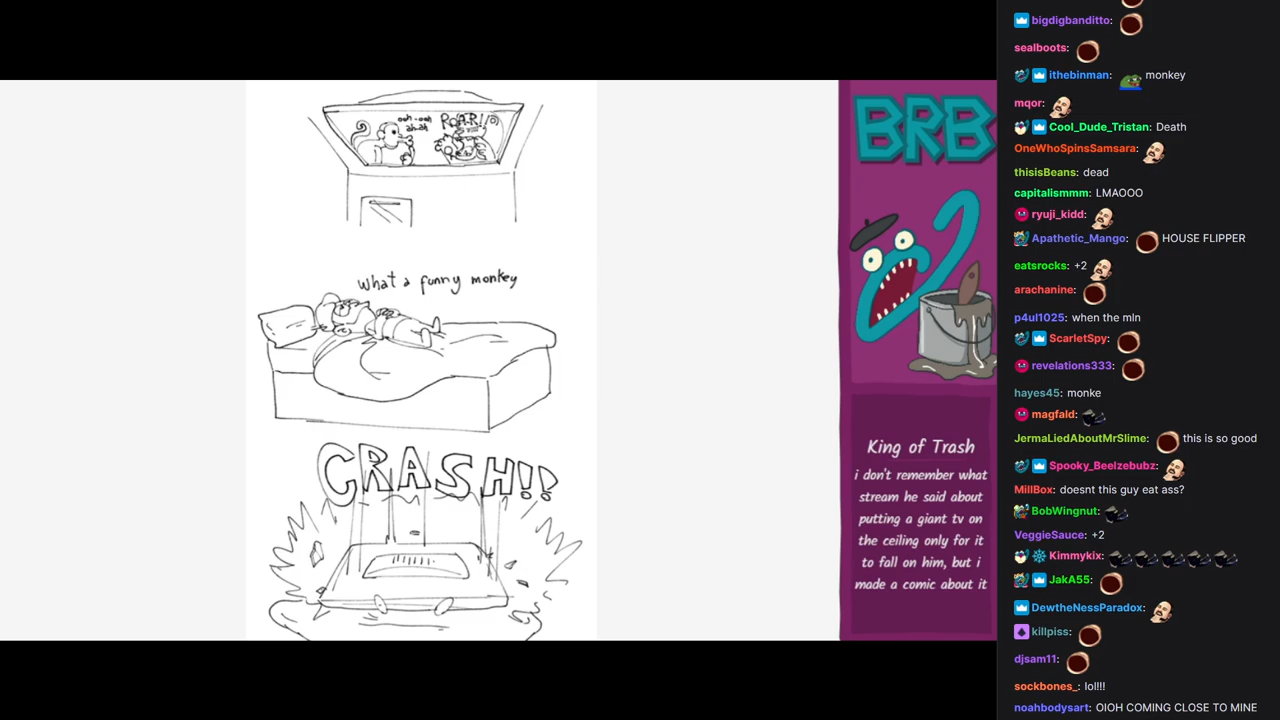 ooh-ooh
ah-ah
ROAR!!
what a funny monkey
CRASH!!
BRB
King of Trash
i don't remember what
stream he said about
putting a giant tv on
the ceiling only for it
to fall on him, but i
made a comic about it
bigdigbanditto:
sealboots:
ithebinman: monkey
mqor:
Cool_Dude_Tristan: Death
OneWhoSpinsSamsara:
thisisBeans: dead
capitalismmm: LMAOOO
ryuji_kidd:
Apathetic_Mango: HOUSE FLIPPER
eatsrocks: +2
arachanine:
p4ul1025: when the mln
ScarletSpy:
revelations333:
hayes45: monke
magfald:
JermaLiedAboutMrSlime: this is so good
Spooky_Beelzebubz:
MillBox: doesnt this guy eat ass?
BobWingnut:
VeggieSauce: +2
Kimmykix:
JakA55:
DewtheNessParadox:
killpiss:
djsam11:
sockbones_: lol!!!
noahbodysart: OIOH COMING CLOSE TO MINE